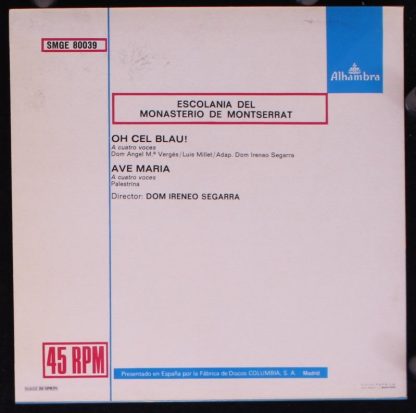 SMGE 80039
Alhambra
ESCOLANIA DEL
MONASTERIO DE MONTSERRAT
OH CEL BLAU!
A cuatro voces
Dom Angel M.ª Vergés/Luis Millet/Adap. Dom Ireneo Segarra
AVE MARIA
A cuatro voces
Palestrina
Director: DOM IRENEO SEGARRA
45 RPM
Presentado en España por la Fábrica de Discos COLUMBIA, S. A. Madrid